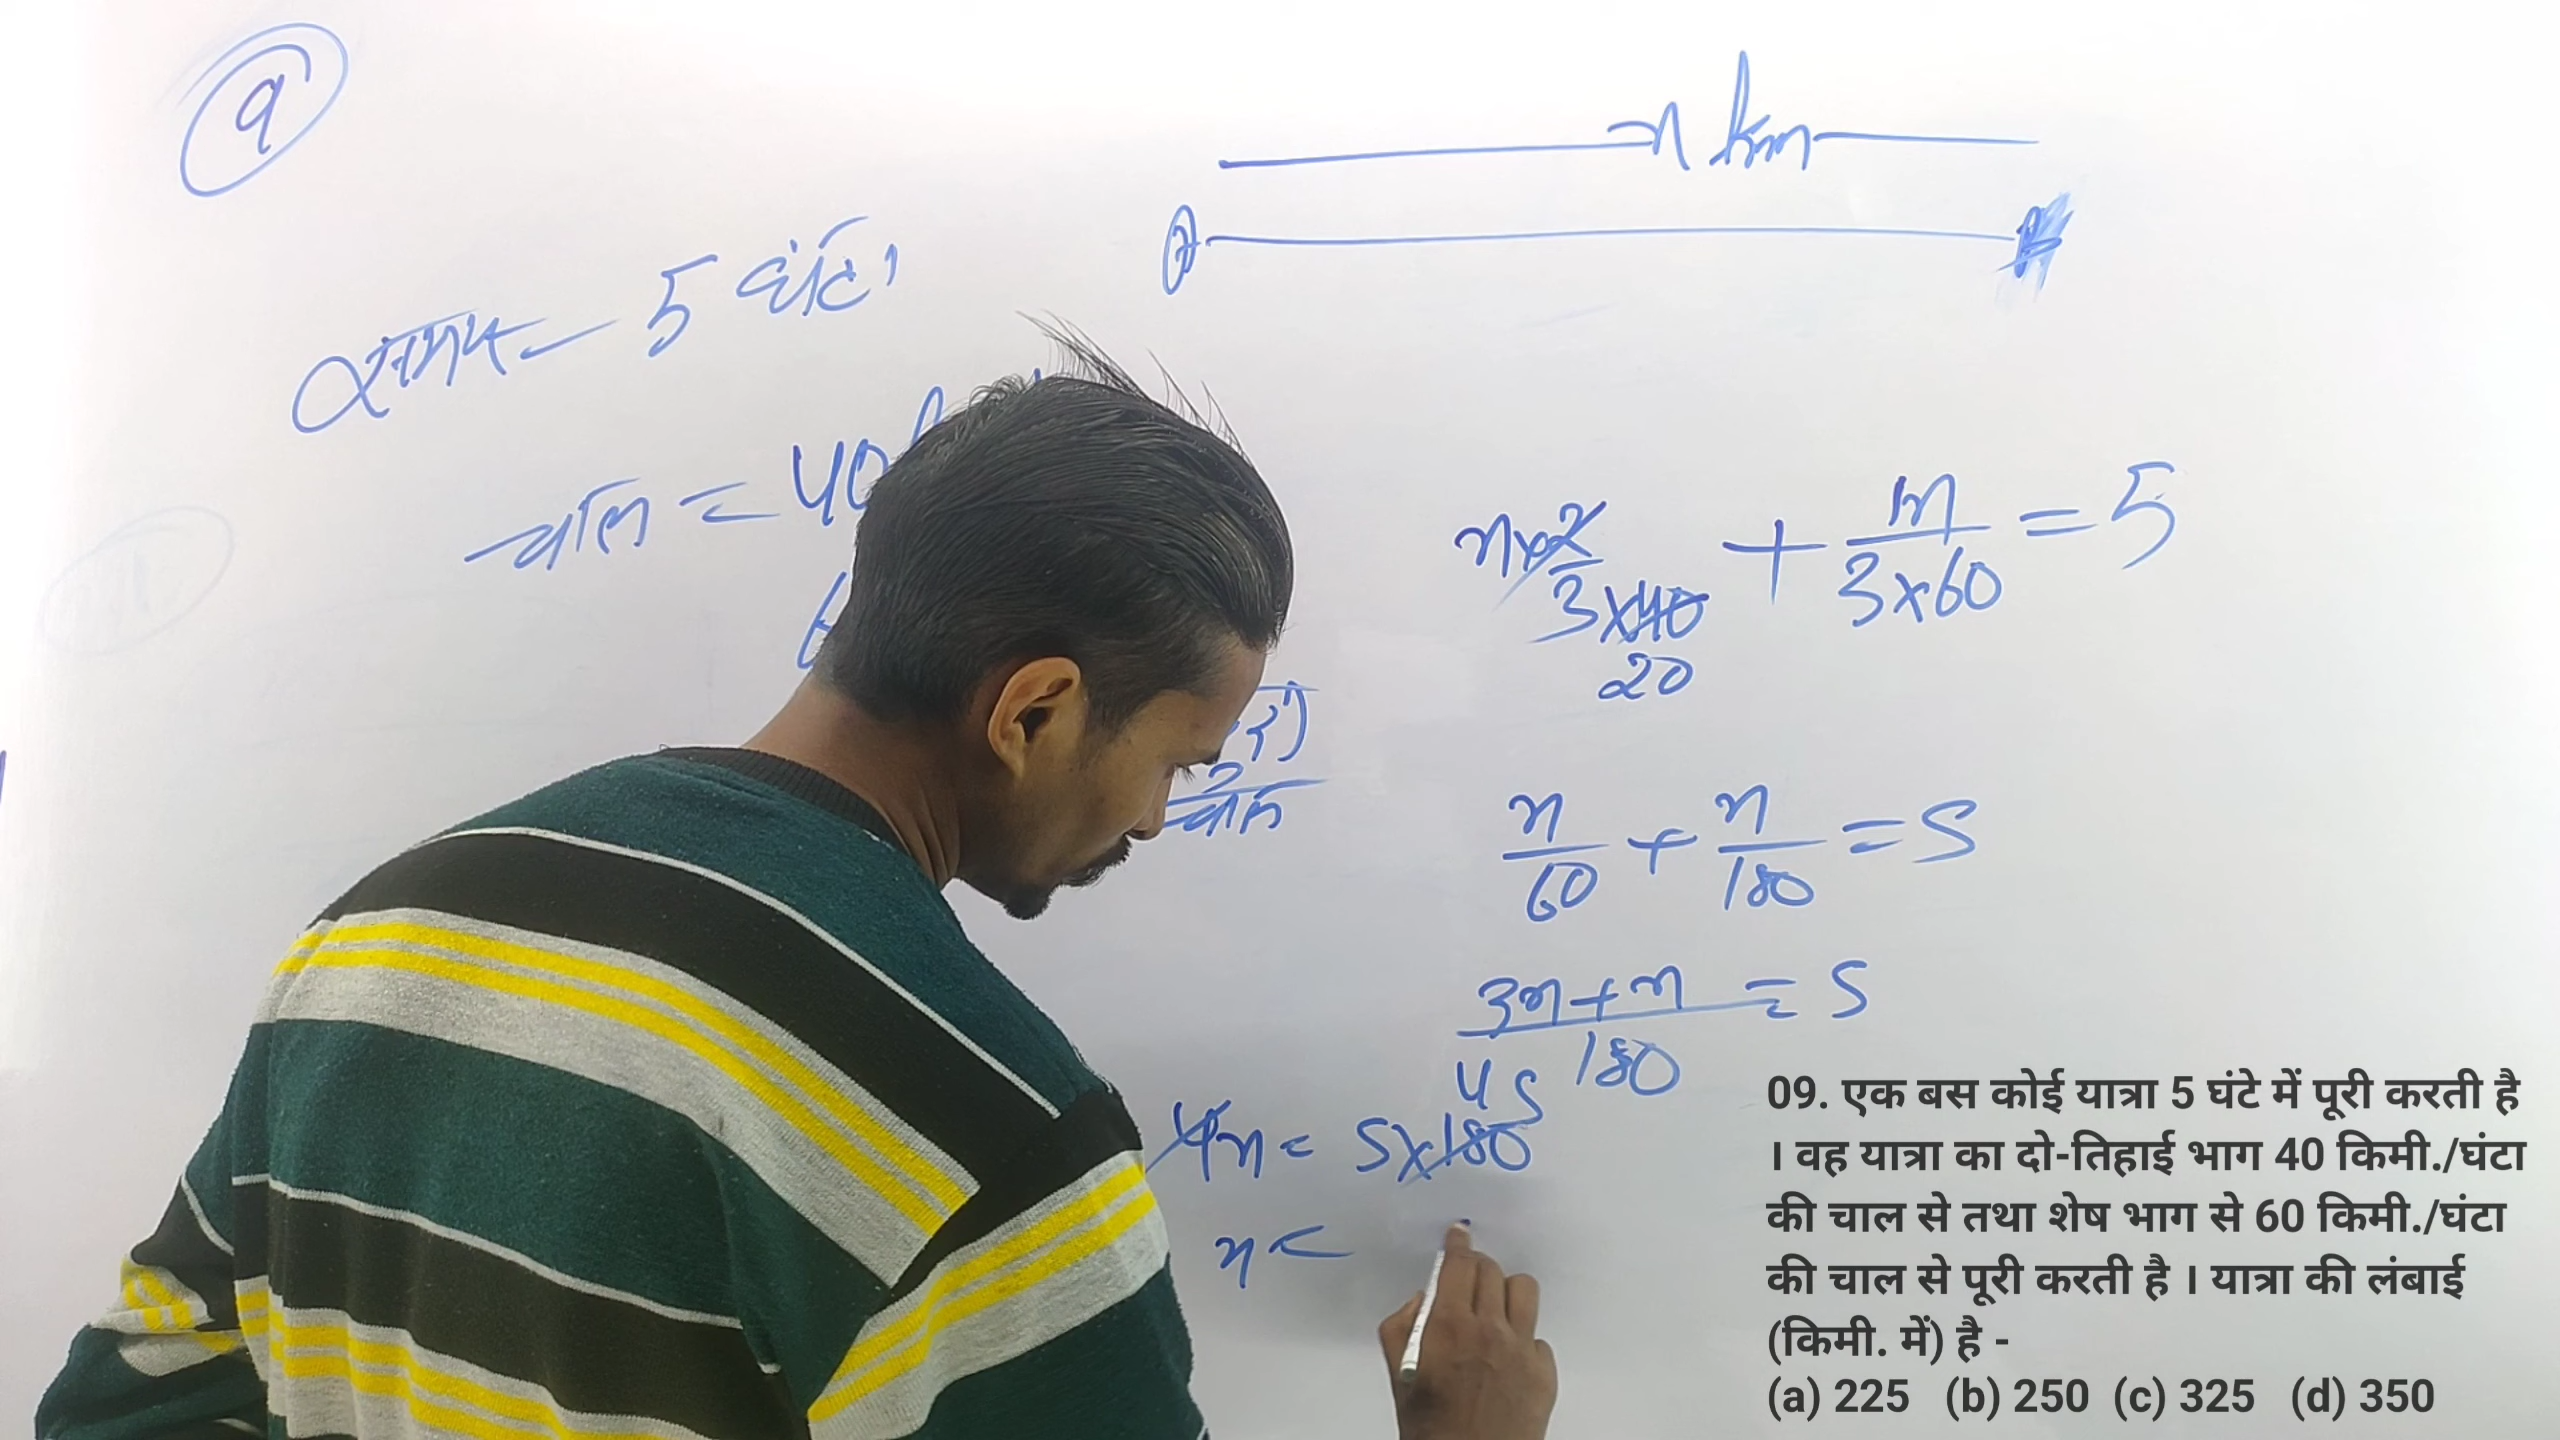 9
x km
A
समय - 5 घंटा
चाल = 40
x×2/3×40 + 1x/3×60 = 5
20
दूरी/चाल
x/60 + x/180 = 5
3x+x/180 = 5
45
4x = 5×180
x =
09. एक बस कोई यात्रा 5 घंटे में पूरी करती है
। वह यात्रा का दो-तिहाई भाग 40 किमी./घंटा
की चाल से तथा शेष भाग से 60 किमी./घंटा
की चाल से पूरी करती है । यात्रा की लंबाई
(किमी. में) है -
(a) 225 (b) 250 (c) 325 (d) 350